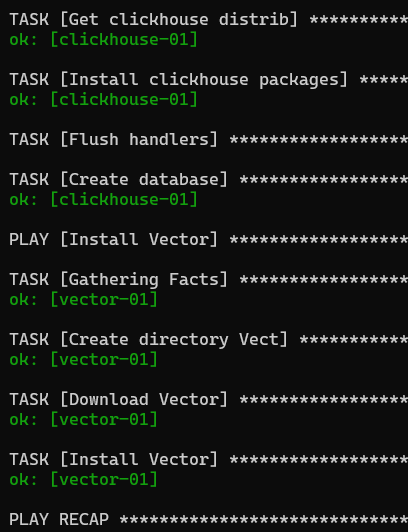 TASK [Get clickhouse distrib] **********
ok: [clickhouse-01]
TASK [Install clickhouse packages] *****
ok: [clickhouse-01]
TASK [Flush handlers] ******************
TASK [Create database] *****************
ok: [clickhouse-01]
PLAY [Install Vector] ******************
TASK [Gathering Facts] *****************
ok: [vector-01]
TASK [Create directory Vect] ***********
ok: [vector-01]
TASK [Download Vector] *****************
ok: [vector-01]
TASK [Install Vector] ******************
ok: [vector-01]
PLAY RECAP *****************************